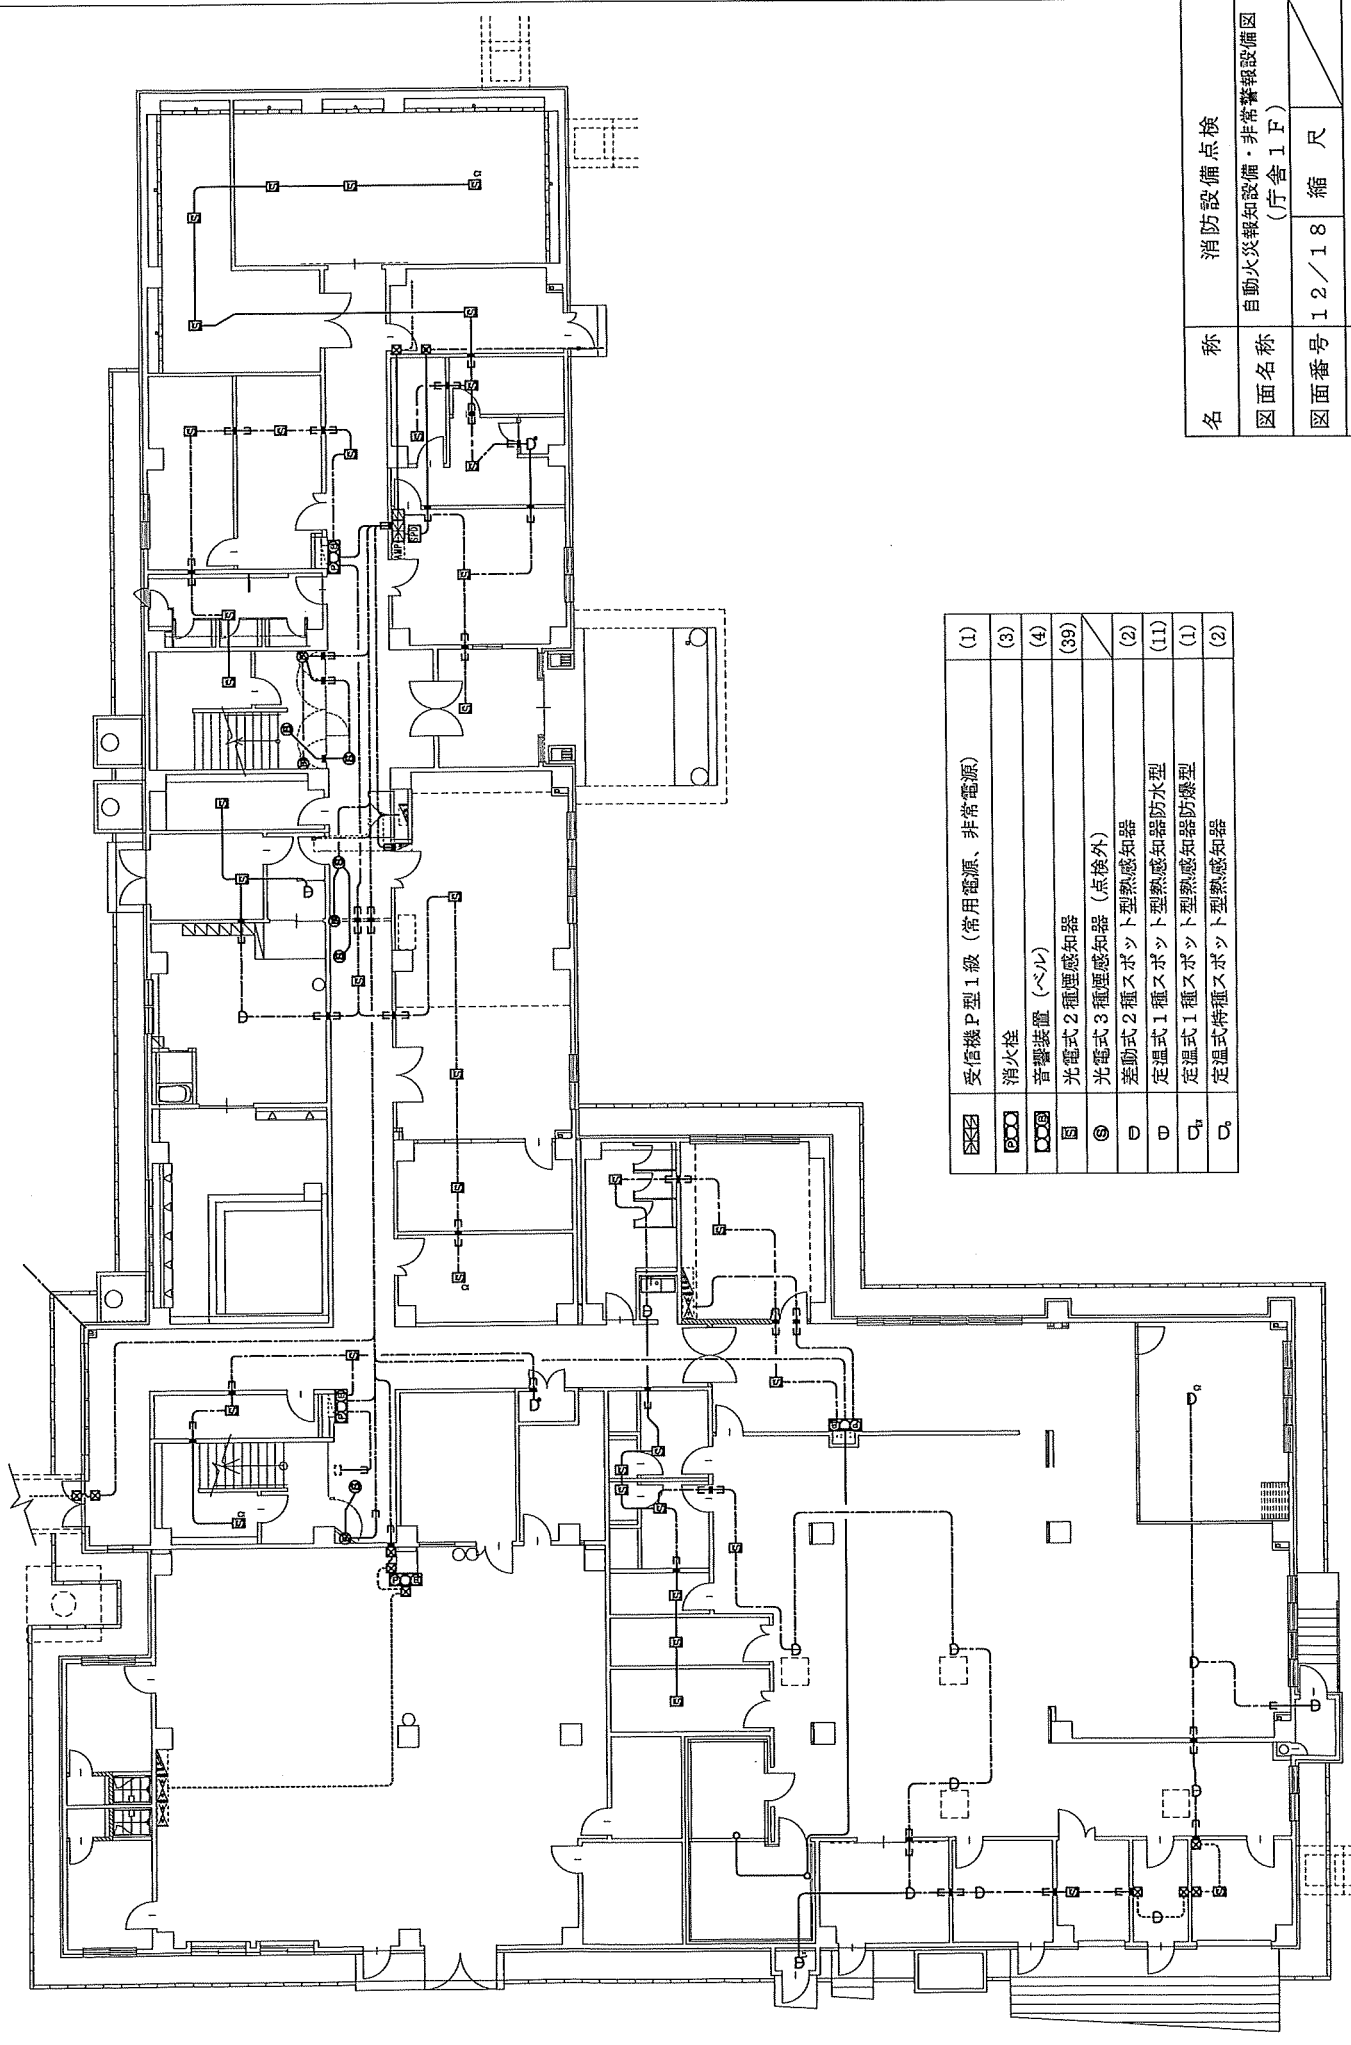 名　称　消防設備点検
図面名称　自動火災報知設備・非常警報設備図
（庁舎１Ｆ）
図面番号　１２／１８　縮　尺
受信機Ｐ型１級（常用電源、非常電源）　(1)
消火栓　(3)
音響装置（ベル）　(4)
光電式２種煙感知器　(39)
光電式３種煙感知器（点検外）
差動式２種スポット型熱感知器　(2)
定温式１種スポット型熱感知器防水型　(11)
定温式１種スポット型熱感知器防爆型　(1)
定温式特種スポット型熱感知器　(2)
AMP
SPD